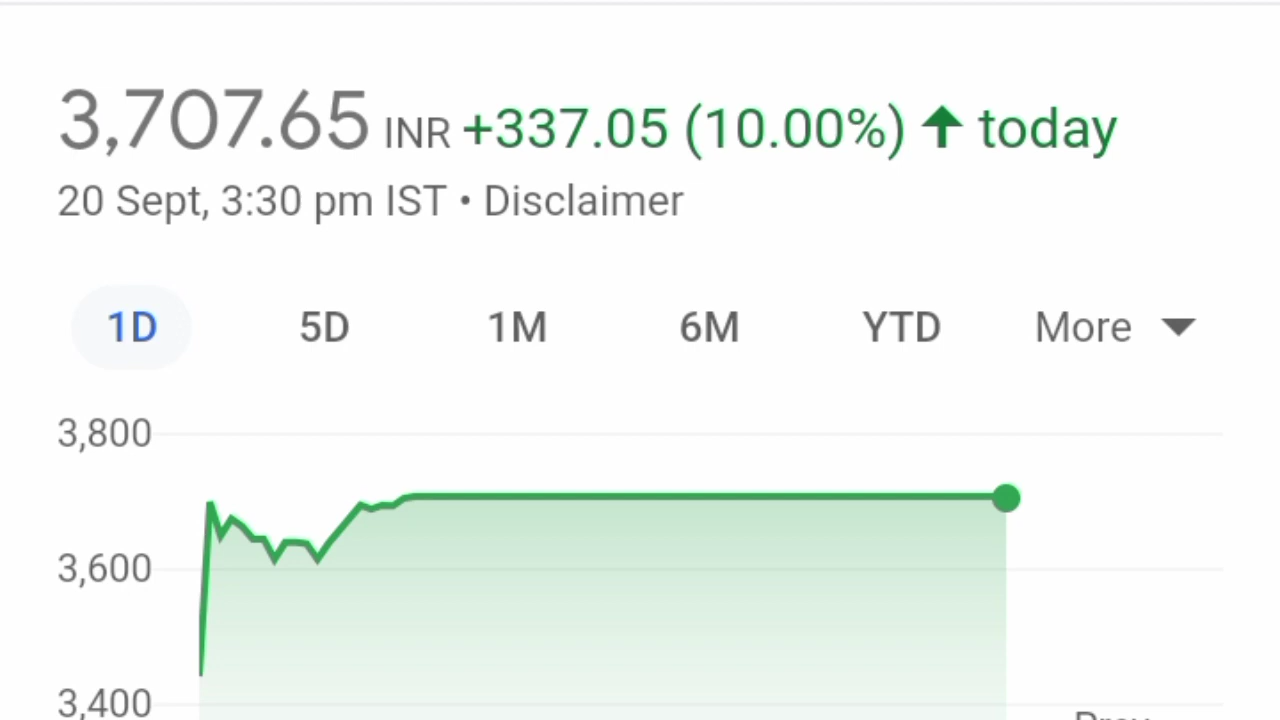 3,707.65 INR +337.05 (10.00%) ↑ today
20 Sept, 3:30 pm IST • Disclaimer
1D 5D 1M 6M YTD More
3,800
3,600
3,400